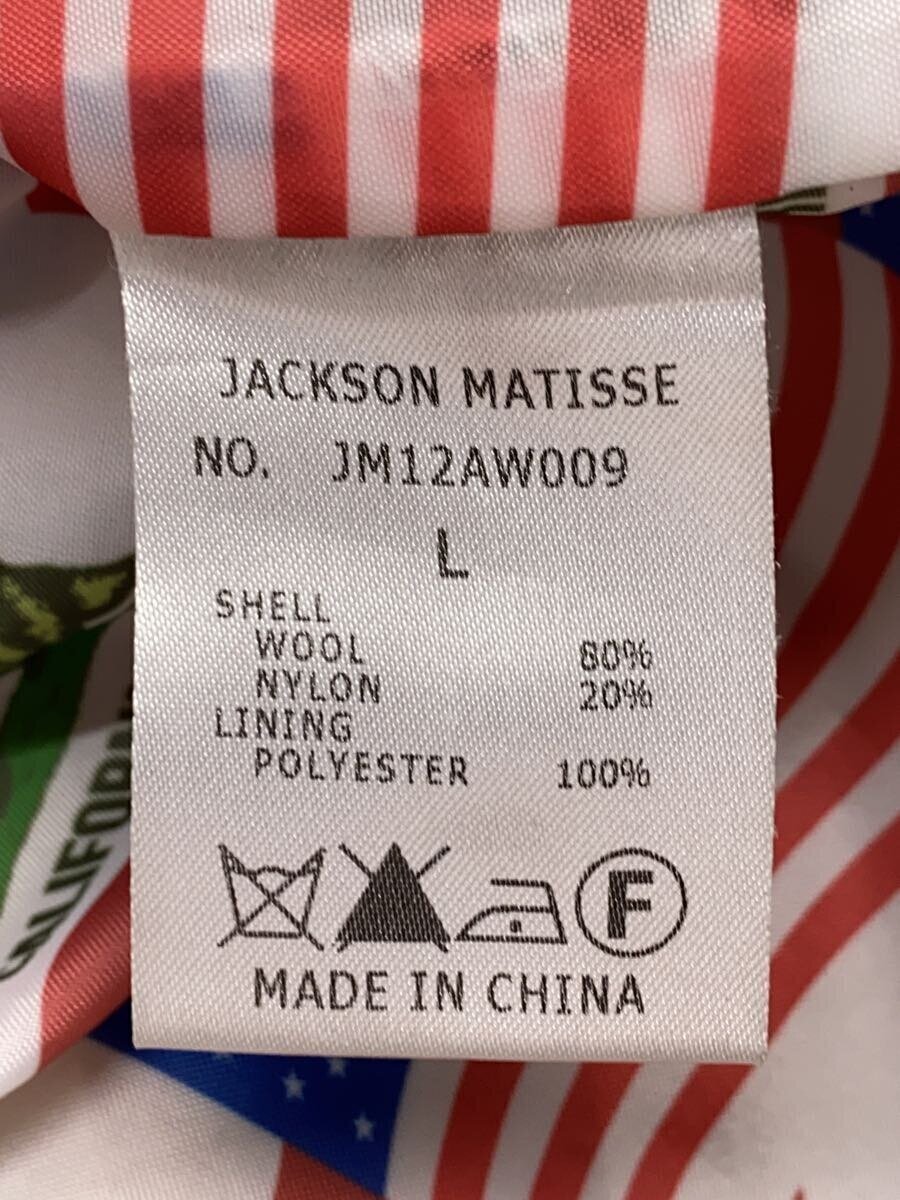 JACKSON MATISSE
NO. JM12AW009
L
SHELL
WOOL 80%
NYLON 20%
LINING
POLYESTER 100%
F
MADE IN CHINA